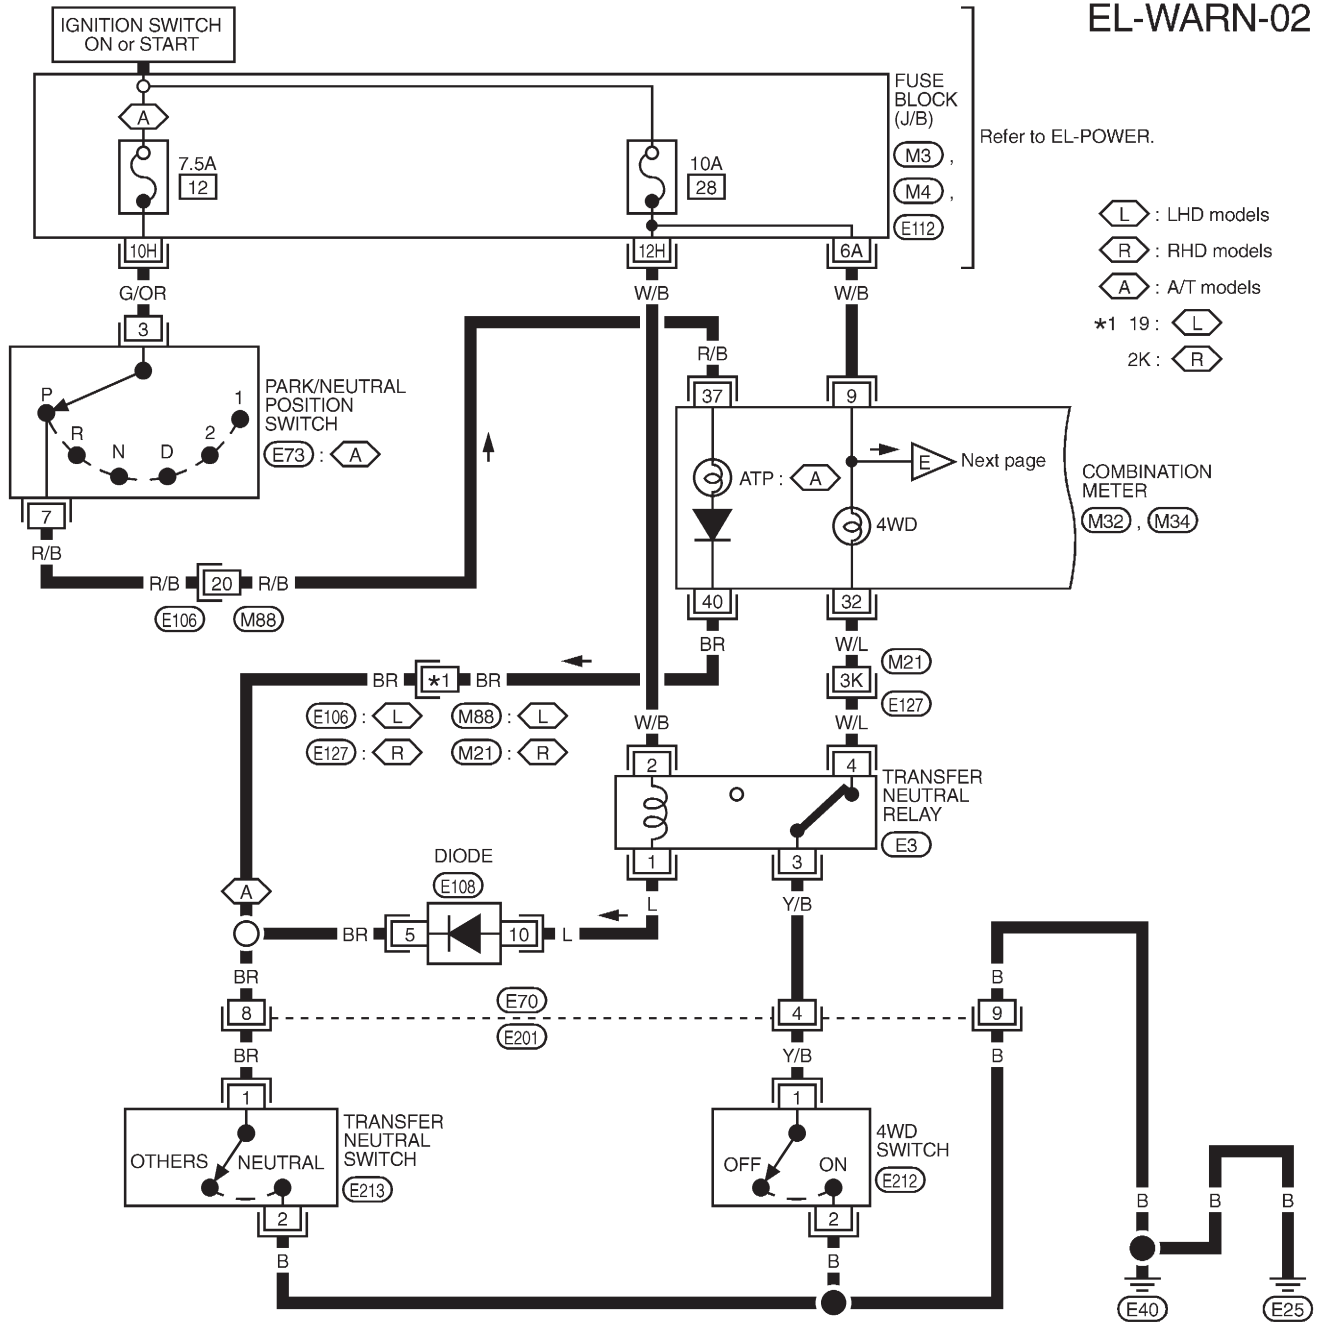 EL-WARN-02
IGNITION SWITCH
ON or START
FUSE
BLOCK
(J/B)
M3 ,
M4 ,
E112
Refer to EL-POWER.
A
7.5A
12
10A
28
10H
12H
6A
L : LHD models
R : RHD models
A : A/T models
*1 19 : L
2K : R
G/OR
W/B
W/B
3
P
R
N
D
2
1
PARK/NEUTRAL
POSITION
SWITCH
E73 : A
7
R/B
R/B
20
R/B
E106
M88
R/B
37
9
ATP : A
E
Next page
4WD
COMBINATION
METER
M32 , M34
40
32
BR
W/L
BR
*1
BR
3K
M21
E127
E106 : L
M88 : L
E127 : R
M21 : R
W/B
W/L
2
4
TRANSFER
NEUTRAL
RELAY
E3
1
3
L
Y/B
DIODE
E108
A
BR
5
10
L
BR
E70
8
4
9
E201
B
BR
Y/B
B
1
1
OTHERS
NEUTRAL
TRANSFER
NEUTRAL
SWITCH
E213
OFF
ON
4WD
SWITCH
E212
2
2
B
B
B
B
B
E40
E25